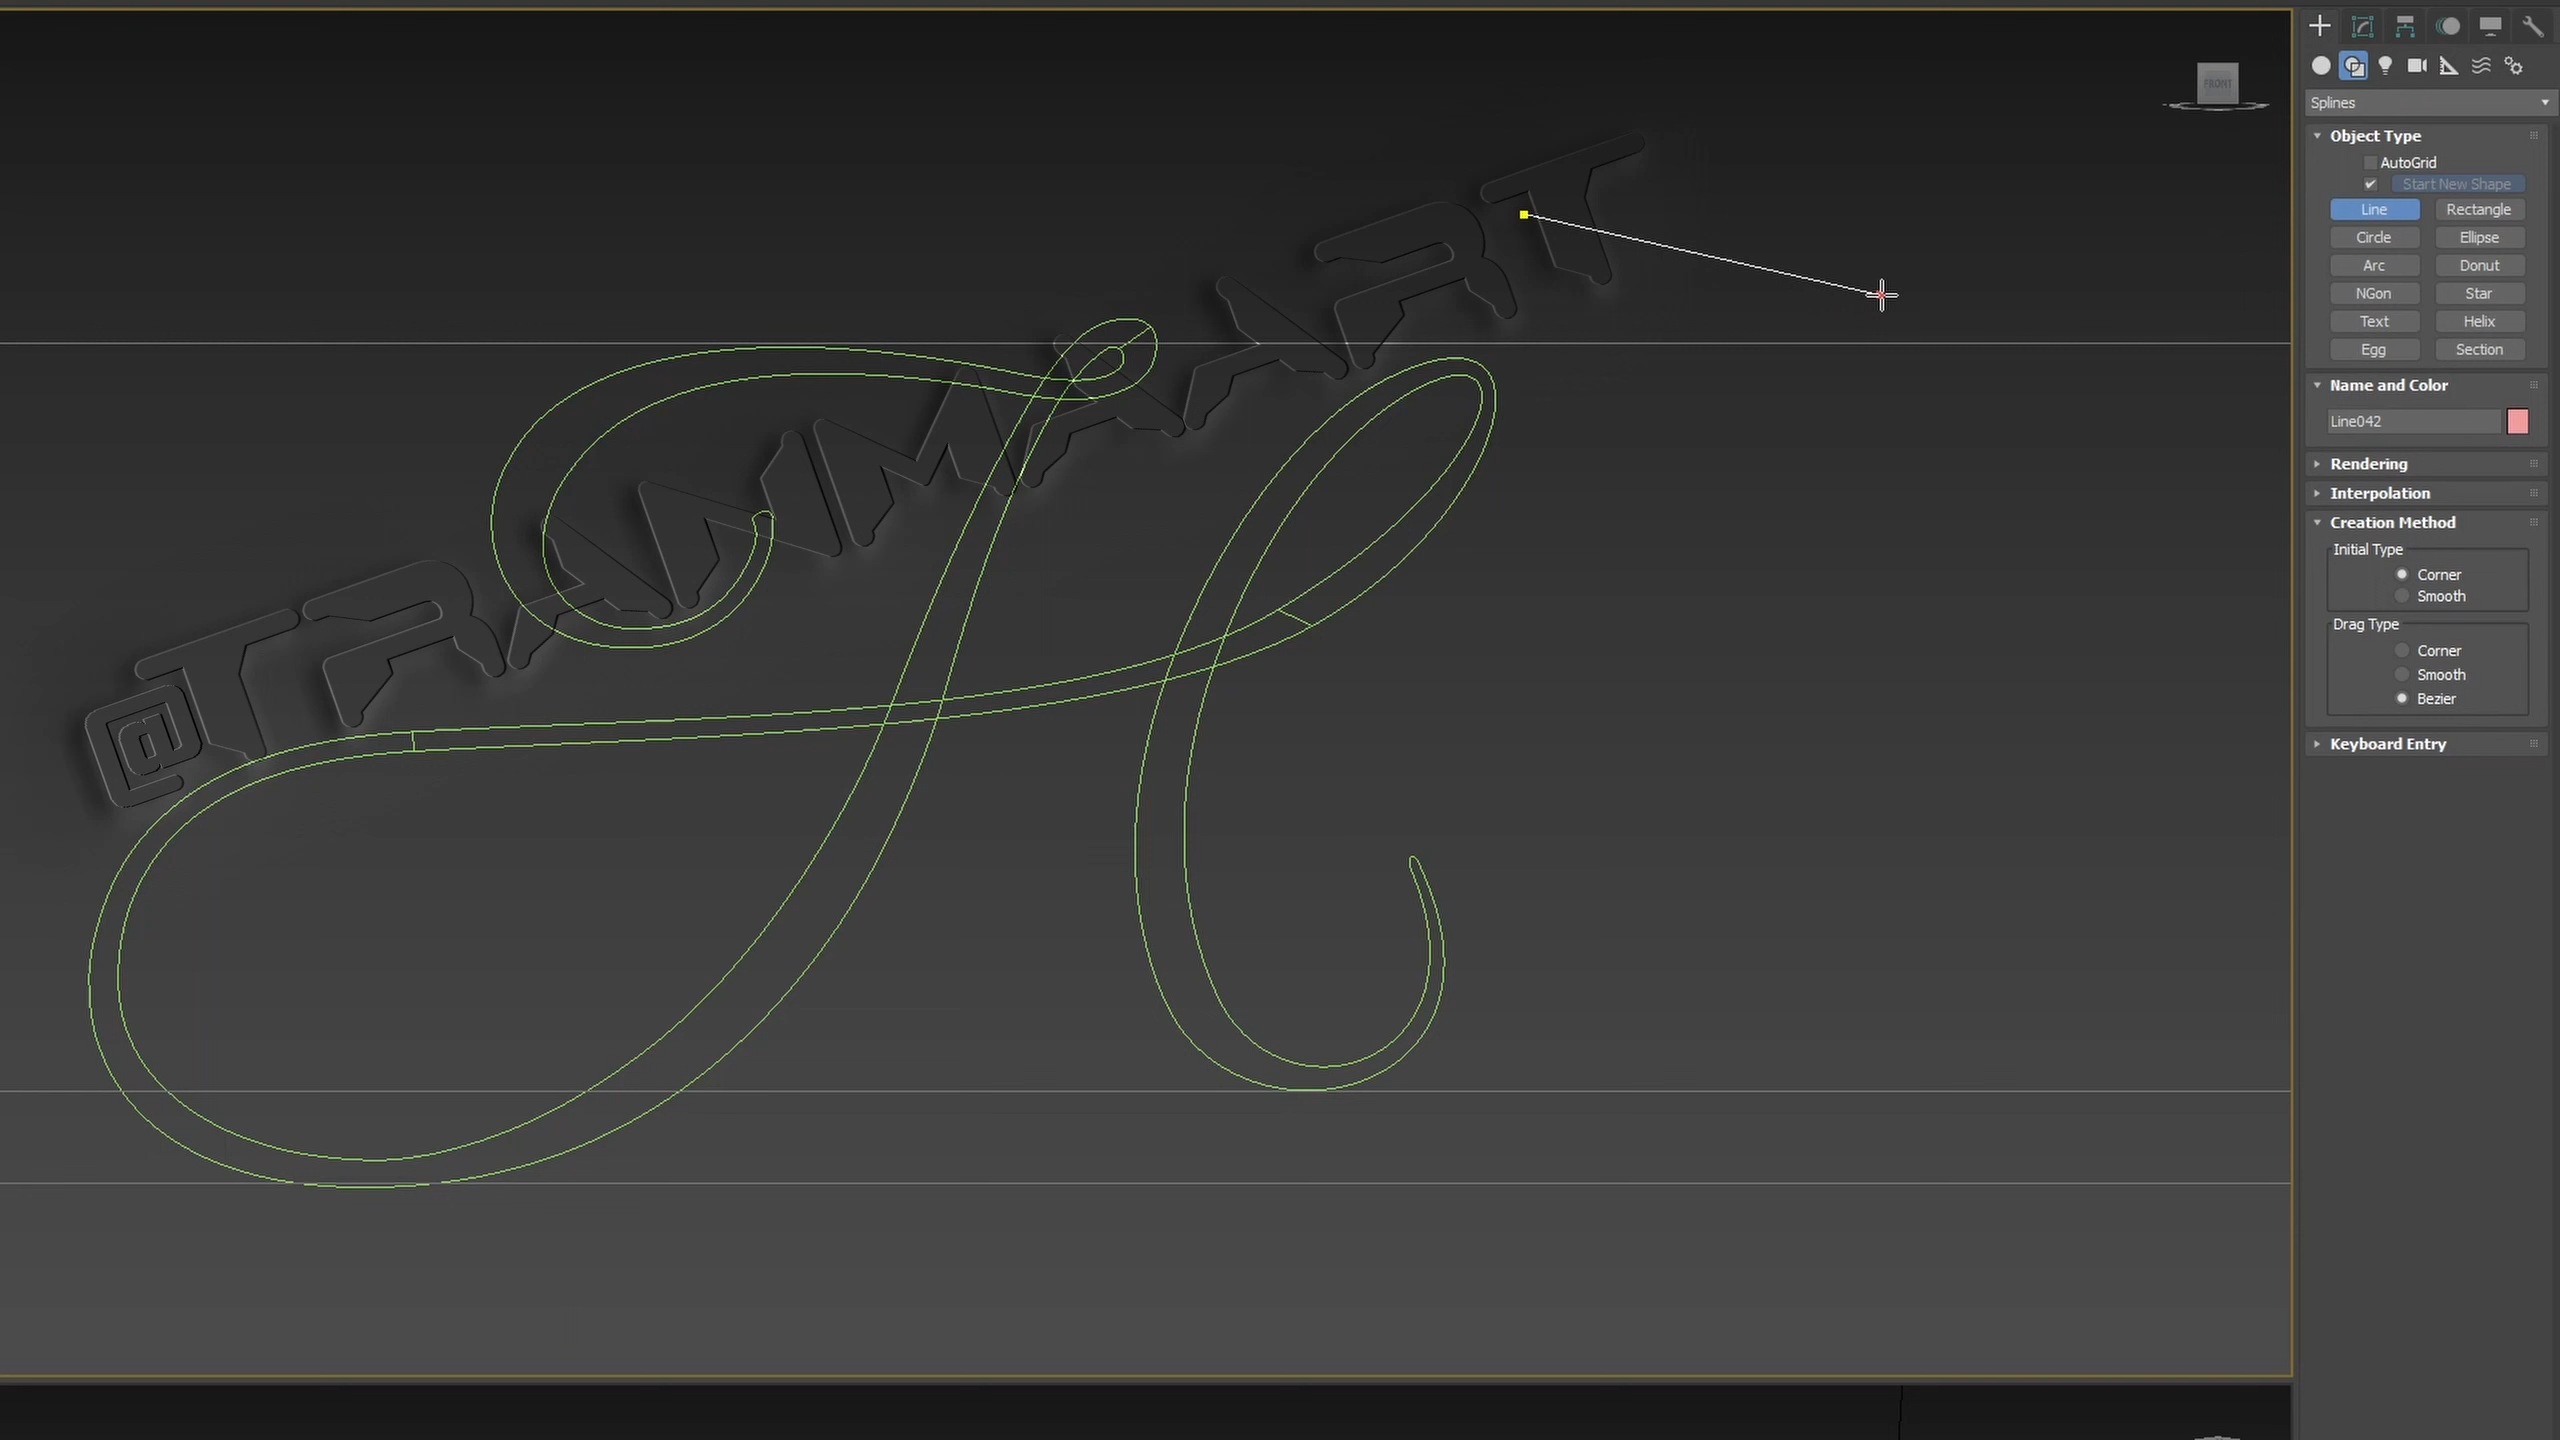 FRONT
@TRANMAART
Splines
Object Type
AutoGrid
Start New Shape
Line Rectangle
Circle Ellipse
Arc Donut
NGon Star
Text Helix
Egg Section
Name and Color
Line042
Rendering
Interpolation
Creation Method
Initial Type
Corner
Smooth
Drag Type
Corner
Smooth
Bezier
Keyboard Entry